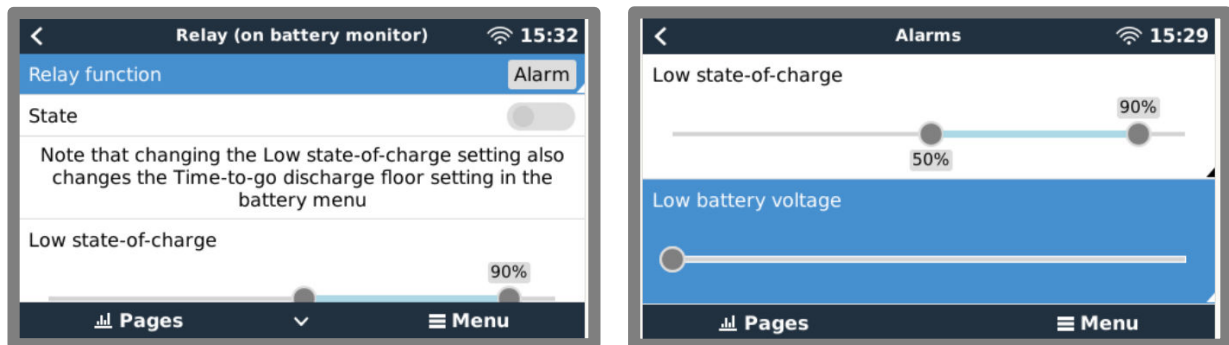 Relay (on battery monitor) 15:32
Relay function Alarm
State
Note that changing the Low state-of-charge setting also
changes the Time-to-go discharge floor setting in the
battery menu
Low state-of-charge
90%
Pages Menu
Alarms 15:29
Low state-of-charge
90%
50%
Low battery voltage
Pages Menu